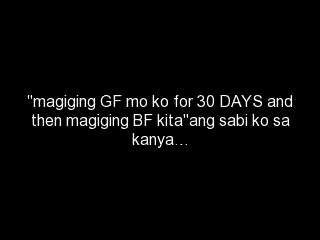 "magiging GF mo ko for 30 DAYS and
then magiging BF kita"ang sabi ko sa
kanya...